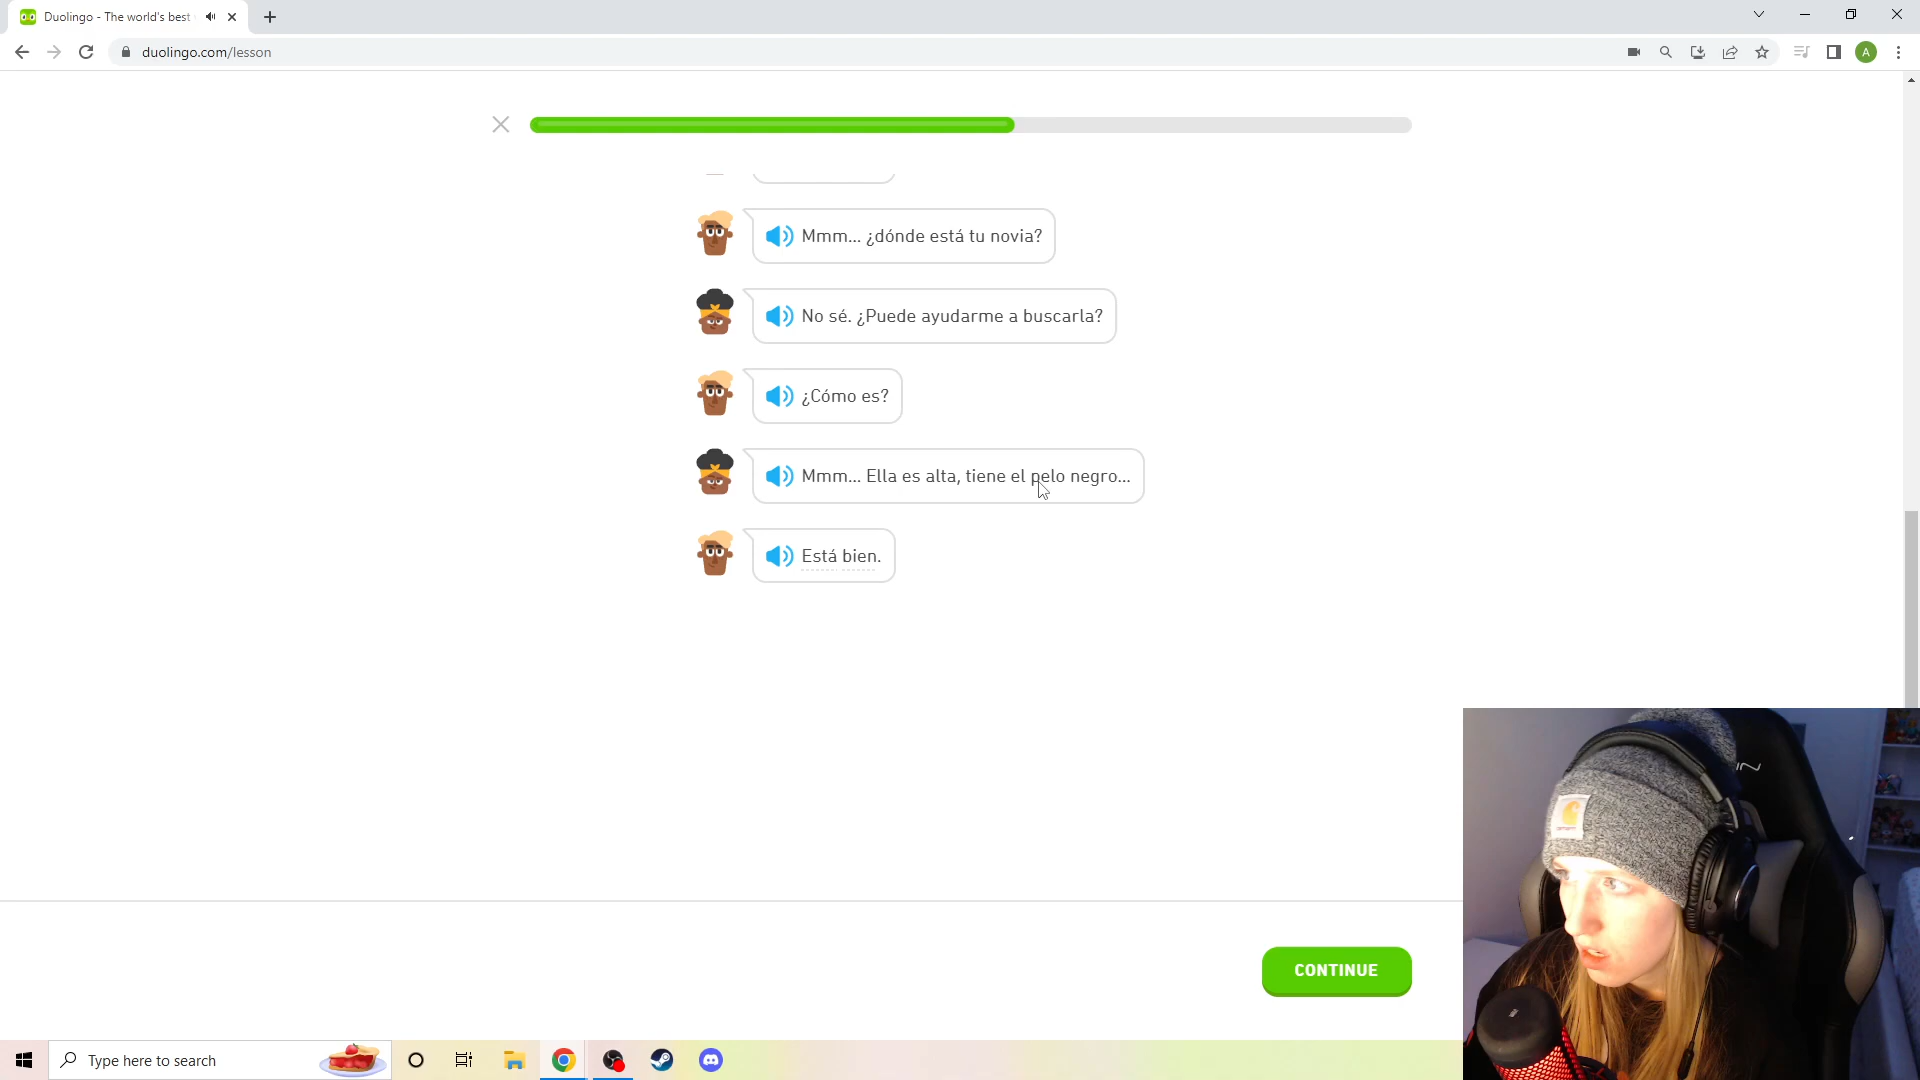 Duolingo - The world's best
duolingo.com/lesson
A
Mmm... ¿dónde está tu novia?
No sé. ¿Puede ayudarme a buscarla?
¿Cómo es?
Mmm... Ella es alta, tiene el pelo negro...
Está bien.
CONTINUE
Type here to search